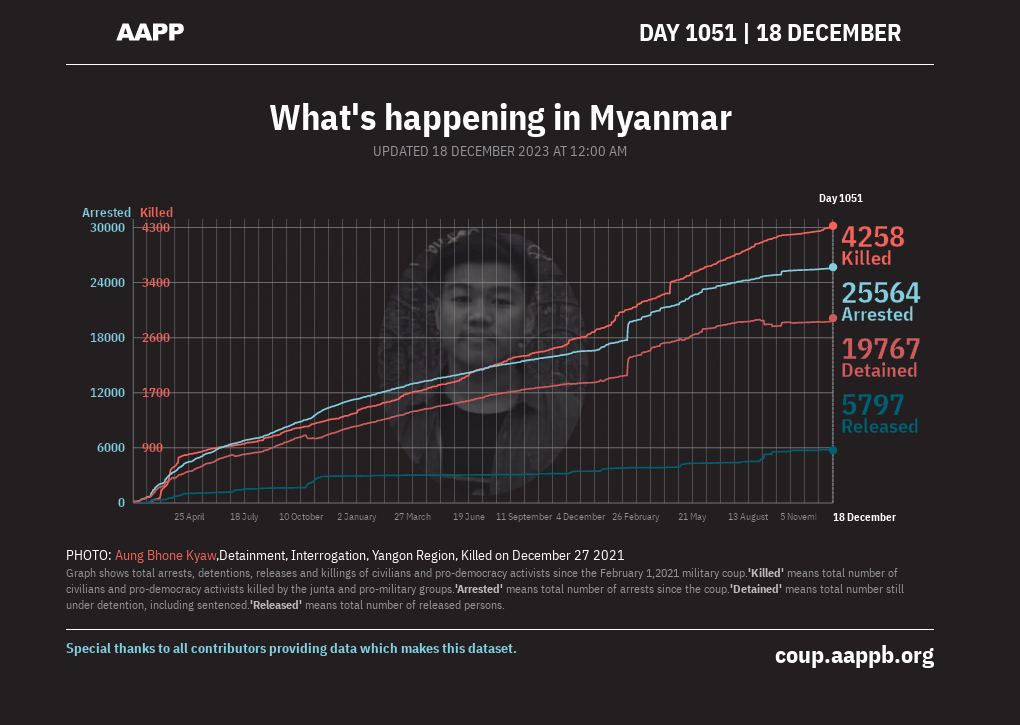 AAPP
DAY 1051 | 18 DECEMBER
What's happening in Myanmar
UPDATED 18 DECEMBER 2023 AT 12:00 AM
Day 1051
Arrested Killed
30000 4300
24000 3400
18000 2600
12000 1700
6000 900
0
4258
Killed
25564
Arrested
19767
Detained
5797
Released
25 April 18 July 10 October 2 January 27 March 19 June 11 September 4 December 26 February 21 May 13 August 5 Novem 18 December
PHOTO: Aung Bhone Kyaw,Detainment, Interrogation, Yangon Region, Killed on December 27 2021
Graph shows total arrests, detentions, releases and killings of civilians and pro-democracy activists since the February 1,2021 military coup.'Killed' means total number of
civilians and pro-democracy activists killed by the junta and pro-military groups.'Arrested' means total number of arrests since the coup.'Detained' means total number still
under detention, including sentenced.'Released' means total number of released persons.
Special thanks to all contributors providing data which makes this dataset.
coup.aappb.org